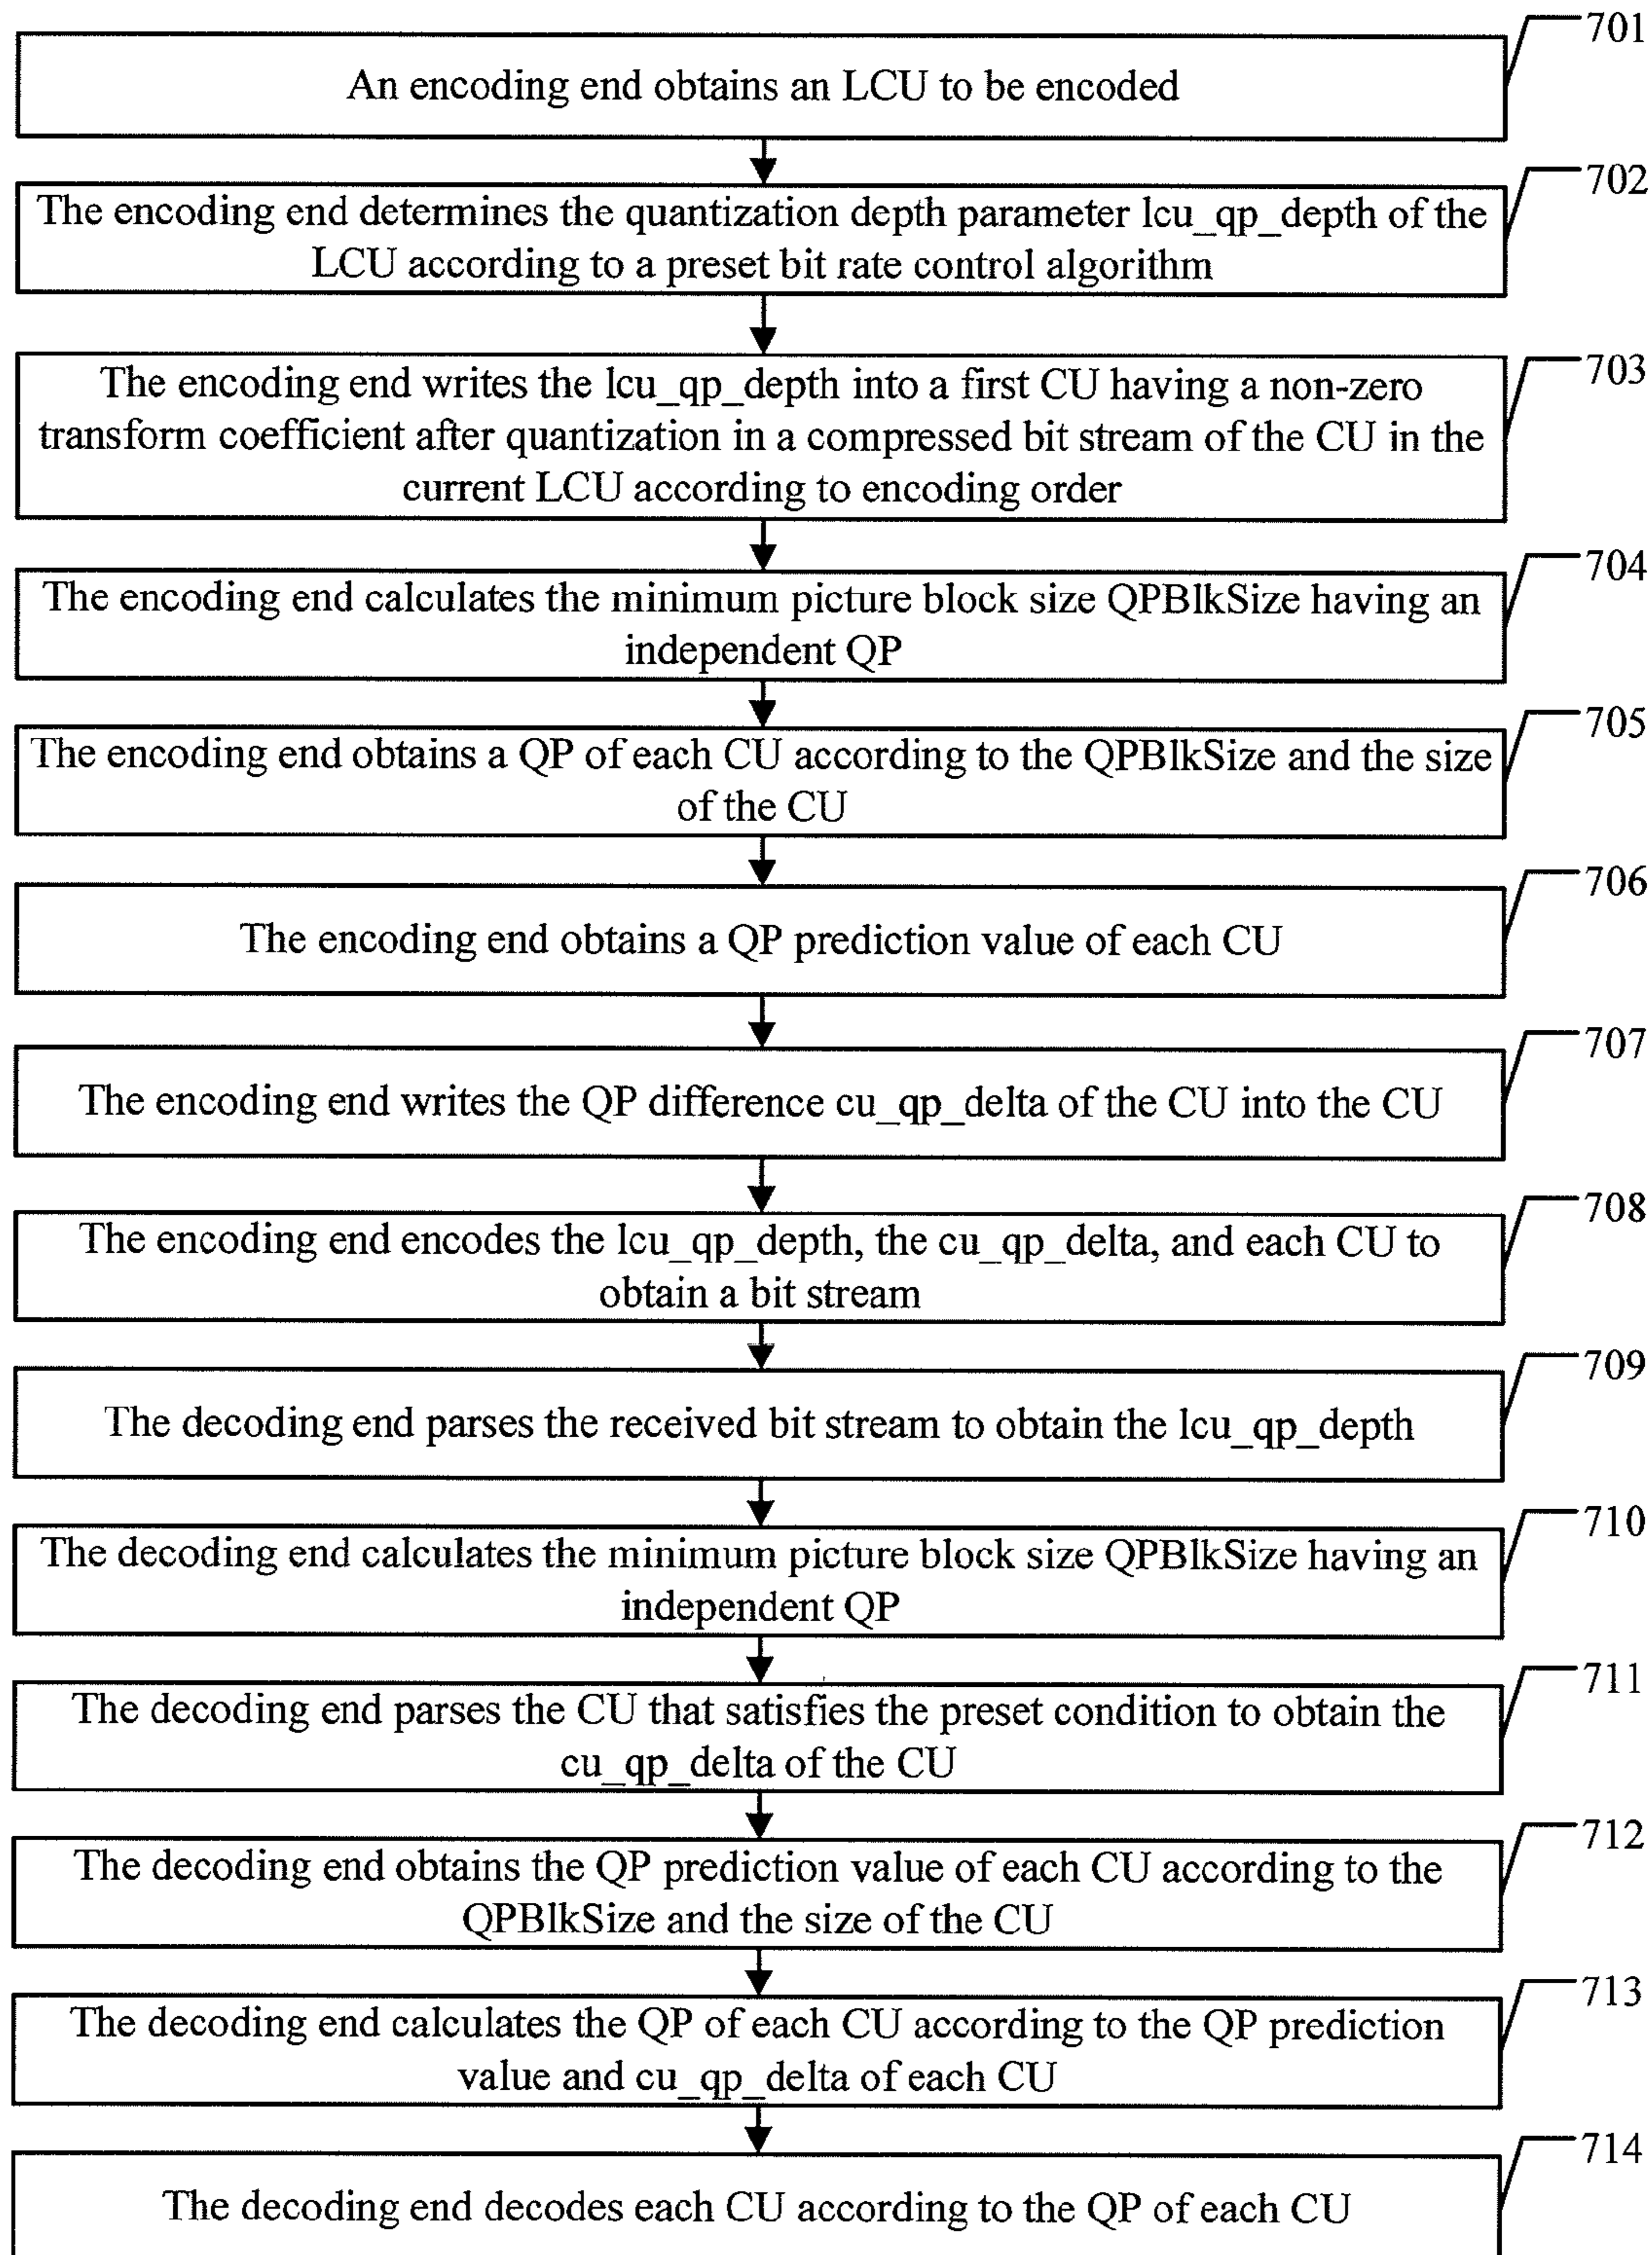 701
An encoding end obtains an LCU to be encoded
702
The encoding end determines the quantization depth parameter lcu_qp_depth of the
LCU according to a preset bit rate control algorithm
703
The encoding end writes the lcu_qp_depth into a first CU having a non-zero
transform coefficient after quantization in a compressed bit stream of the CU in the
current LCU according to encoding order
704
The encoding end calculates the minimum picture block size QPBlkSize having an
independent QP
705
The encoding end obtains a QP of each CU according to the QPBlkSize and the size
of the CU
706
The encoding end obtains a QP prediction value of each CU
707
The encoding end writes the QP difference cu_qp_delta of the CU into the CU
708
The encoding end encodes the lcu_qp_depth, the cu_qp_delta, and each CU to
obtain a bit stream
709
The decoding end parses the received bit stream to obtain the lcu_qp_depth
710
The decoding end calculates the minimum picture block size QPBlkSize having an
independent QP
711
The decoding end parses the CU that satisfies the preset condition to obtain the
cu_qp_delta of the CU
712
The decoding end obtains the QP prediction value of each CU according to the
QPBlkSize and the size of the CU
713
The decoding end calculates the QP of each CU according to the QP prediction
value and cu_qp_delta of each CU
714
The decoding end decodes each CU according to the QP of each CU